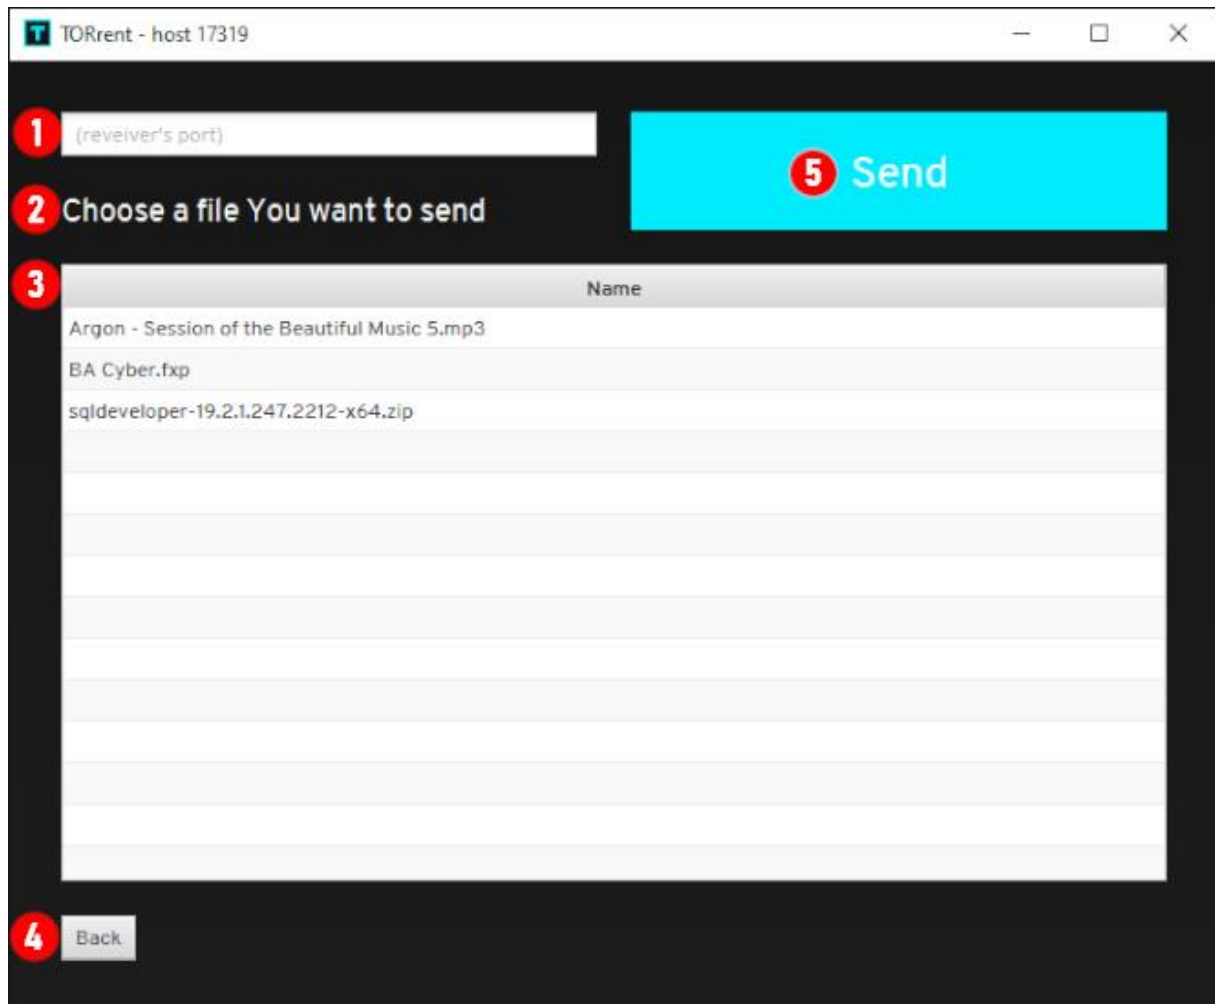 T TORrent - host 17319
1 (reveiver's port)
5 Send
2 Choose a file You want to send
3 Name
Argon - Session of the Beautiful Music 5.mp3
BA Cyber.fxp
sqldeveloper-19.2.1.247.2212-x64.zip
4 Back